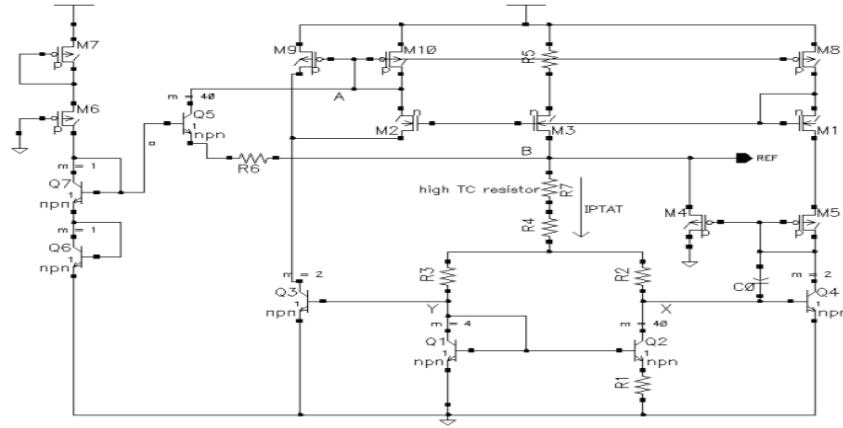 M7
P
M6
P
m = 40
Q5
npn
m = 1
Q7
npn
m = 1
Q6
npn
R6
M9
P
M10
P
A
M2
n
R5
M3
n
B
M8
P
M1
n
REF
high TC resistor
R7
IPTAT
R4
M4
P
M5
P
R3
R2
C0
m = 2
Q3
npn
Y
X
m = 2
Q4
npn
m = 4
Q1
npn
m = 40
Q2
npn
R1
1
1
1
1
1
1
1